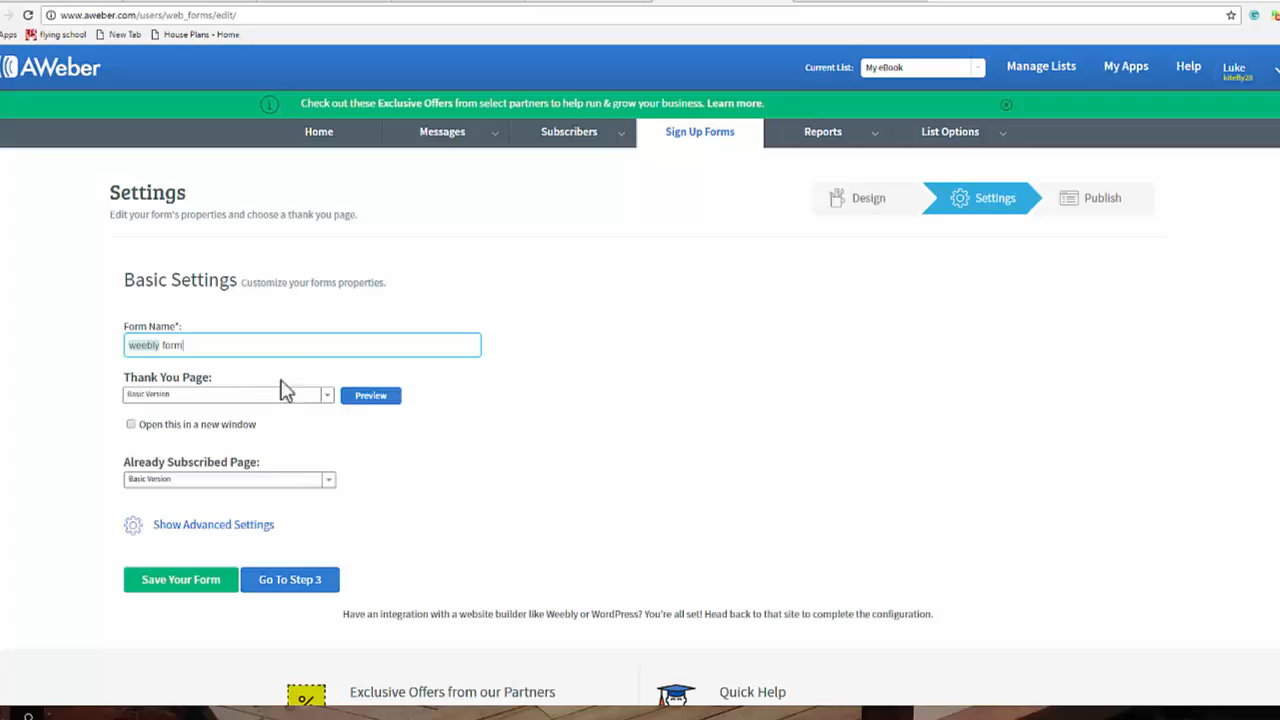 www.aweber.com/users/web_forms/edit/
Apps flying school New Tab House Plans - Home
AWeber Current List: My eBook Manage Lists My Apps Help Luke
kitefly28
Check out these Exclusive Offers from select partners to help run & grow your business. Learn more.
Home Messages Subscribers Sign Up Forms Reports List Options
Settings
Edit your form's properties and choose a thank you page.
Design Settings Publish
Basic Settings Customize your forms properties.
Form Name*:
weebly form
Thank You Page:
Basic Version Preview
Open this in a new window
Already Subscribed Page:
Basic Version
Show Advanced Settings
Save Your Form Go To Step 3
Have an integration with a website builder like Weebly or WordPress? You're all set! Head back to that site to complete the configuration.
% Exclusive Offers from our Partners Quick Help